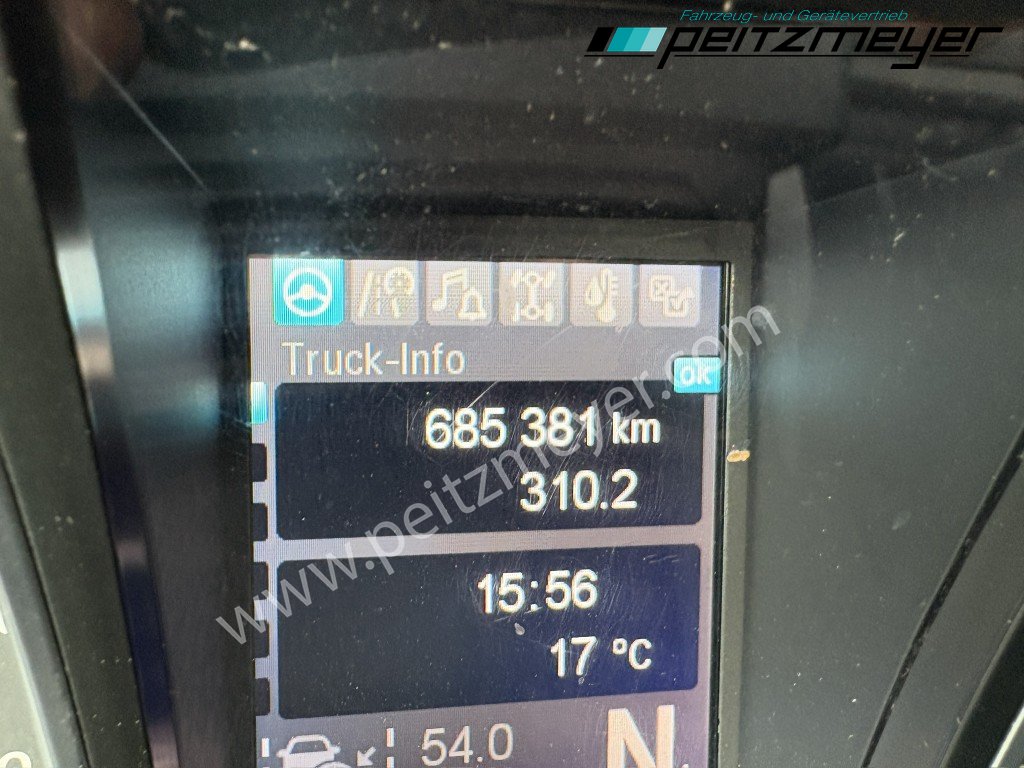 Fahrzeug- und Gerätevertrieb
peitzmeyer
Truck-Info
ok
685 381 km
310.2
www.peitzmeyer.com
15:56
17 °C
54.0
N